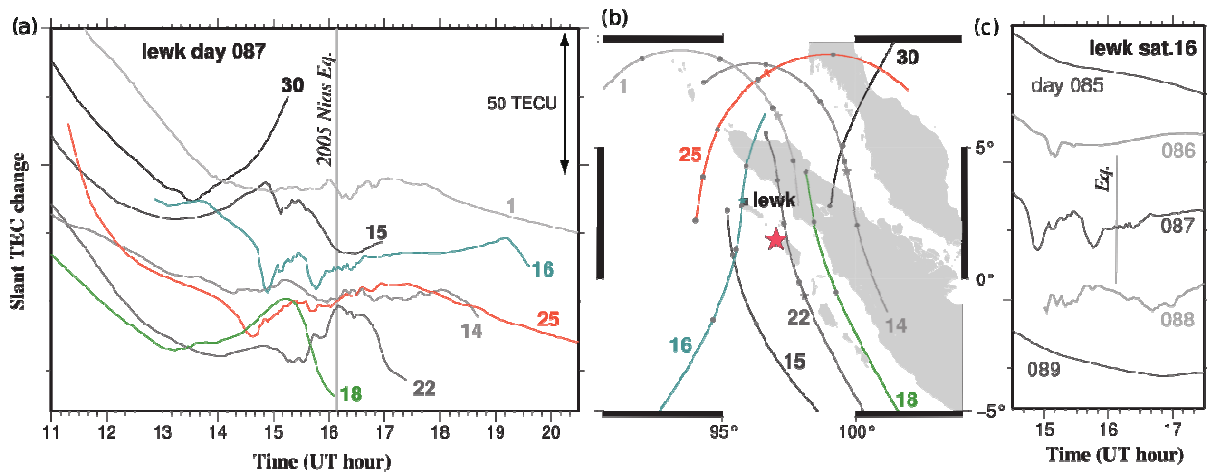 (a)
lewk day 087
2005 Nias Eq.
50 TECU
30
1
15
16
14
25
18
22
Slant TEC change
11 12 13 14 15 16 17 18 19 20
Time (UT hour)
(b)
30
1
25
lewk
16
15
22
14
18
5°
0°
-5°
95° 100°
(c)
lewk sat.16
day 085
086
Eq.
087
088
089
15 16 17
Time (UT hour)